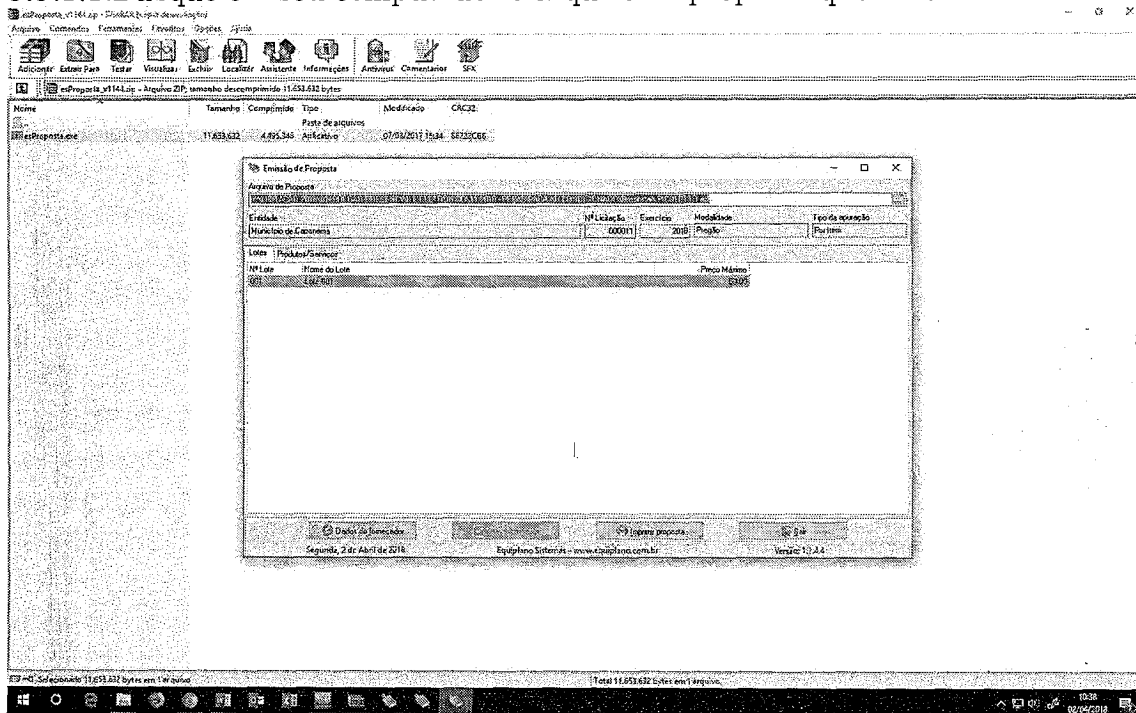 esProposta_v1144.zip - WinRAR
Arquivo Comandos Ferramentas Favoritos Opções Ajuda
Adicionar Extrair Para Testar Visualizar Excluir Localizar Assistente Informações Antivírus Comentários SFX
esProposta_v1144.zip - Arquivo ZIP, tamanho descomprimido 11.653.632 bytes
Nome Tamanho Comprimido Tipo Modificado CRC32
Pasta de arquivos
esProposta.exe 11.653.632 4.495.348 Aplicativo 07/03/2017 15:34
Emissão de Proposta
Arquivo de Proposta
Entidade Nº Licitação Exercício Modalidade Tipo da apuração
Município de Capanema 000011 2018 Pregão Por Item
Lotes Produtos/Serviços
Nº Lote Nome do Lote Preço Máximo
001 Lote 001
Dados do fornecedor Imprimir proposta Sair
Segunda, 2 de Abril de 2018 Equiplano Sistemas - www.equiplano.com.br Versão: 1.1.4.4
Selecionado 11.653.632 bytes em 1 arquivo Total 11.653.632 bytes em 1 arquivo
10:38
02/04/2018